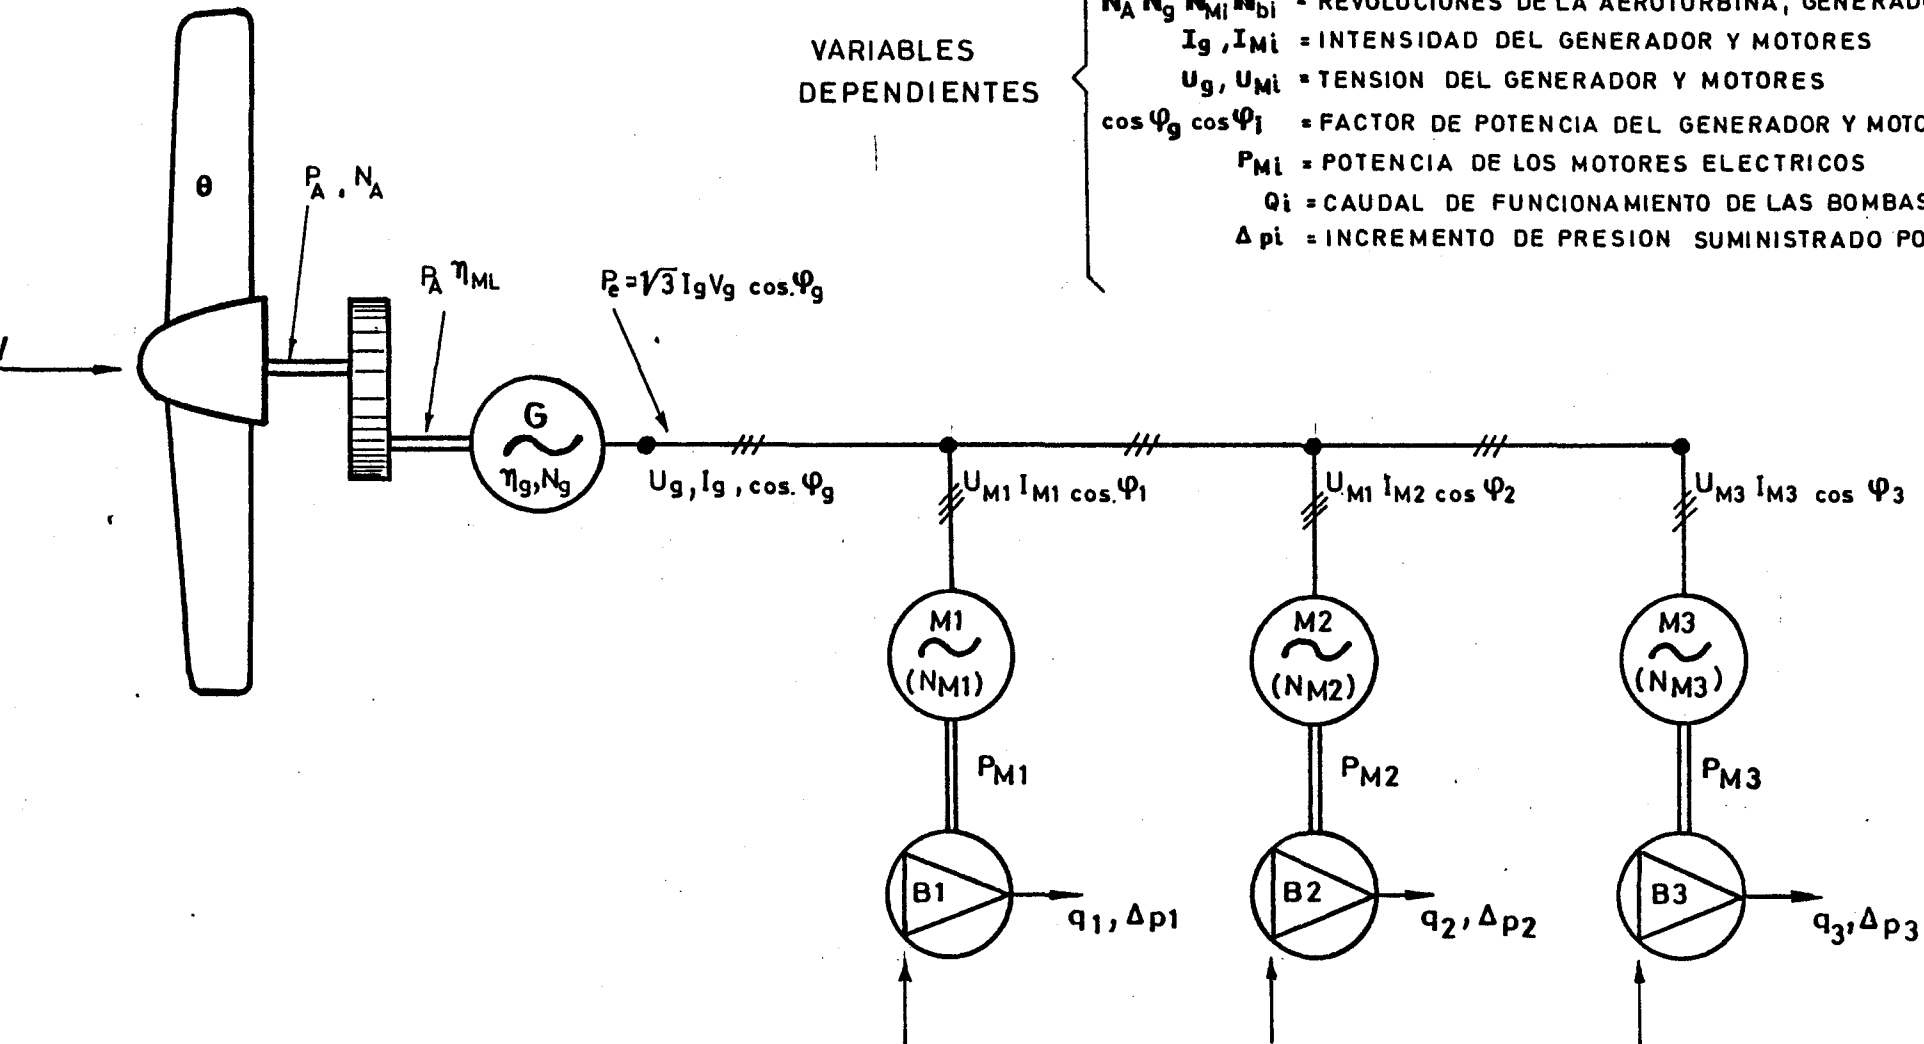 N_A N_g N_Mi N_bi = REVOLUCIONES DE LA AEROTURBINA,
VARIABLES
DEPENDIENTES
I_g , I_Mi = INTENSIDAD DEL GENERADOR Y MOTORES
U_g, U_Mi = TENSION DEL GENERADOR Y MOTORES
cos φ_g cos φ_i = FACTOR DE POTENCIA DEL GENERADOR Y
P_Mi = POTENCIA DE LOS MOTORES ELECTRICOS
Q_i = CAUDAL DE FUNCIONAMIENTO DE LAS BOMBAS
Δ pi = INCREMENTO DE PRESION SUMINISTRADO
θ
P_A , N_A
P_A η_ML
P_e = √3 I_g V_g cos. φ_g
G
η_g, N_g
U_g, I_g, cos. φ_g
U_M1 I_M1 cos. φ_1
U_M1 I_M2 cos φ_2
U_M3 I_M3 cos φ_3
M1
(N_M1)
M2
(N_M2)
M3
(N_M3)
P_M1
P_M2
P_M3
B1
B2
B3
q_1, Δp1
q_2, Δp2
q_3, Δp3